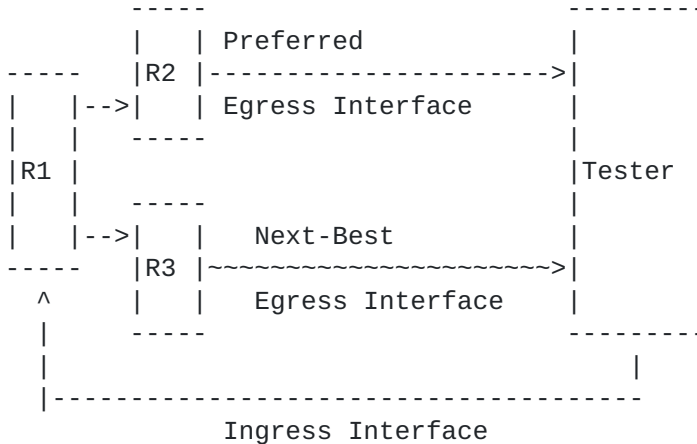 Preferred
R2
Egress Interface
R1
Tester
Next-Best
R3
Egress Interface
Ingress Interface